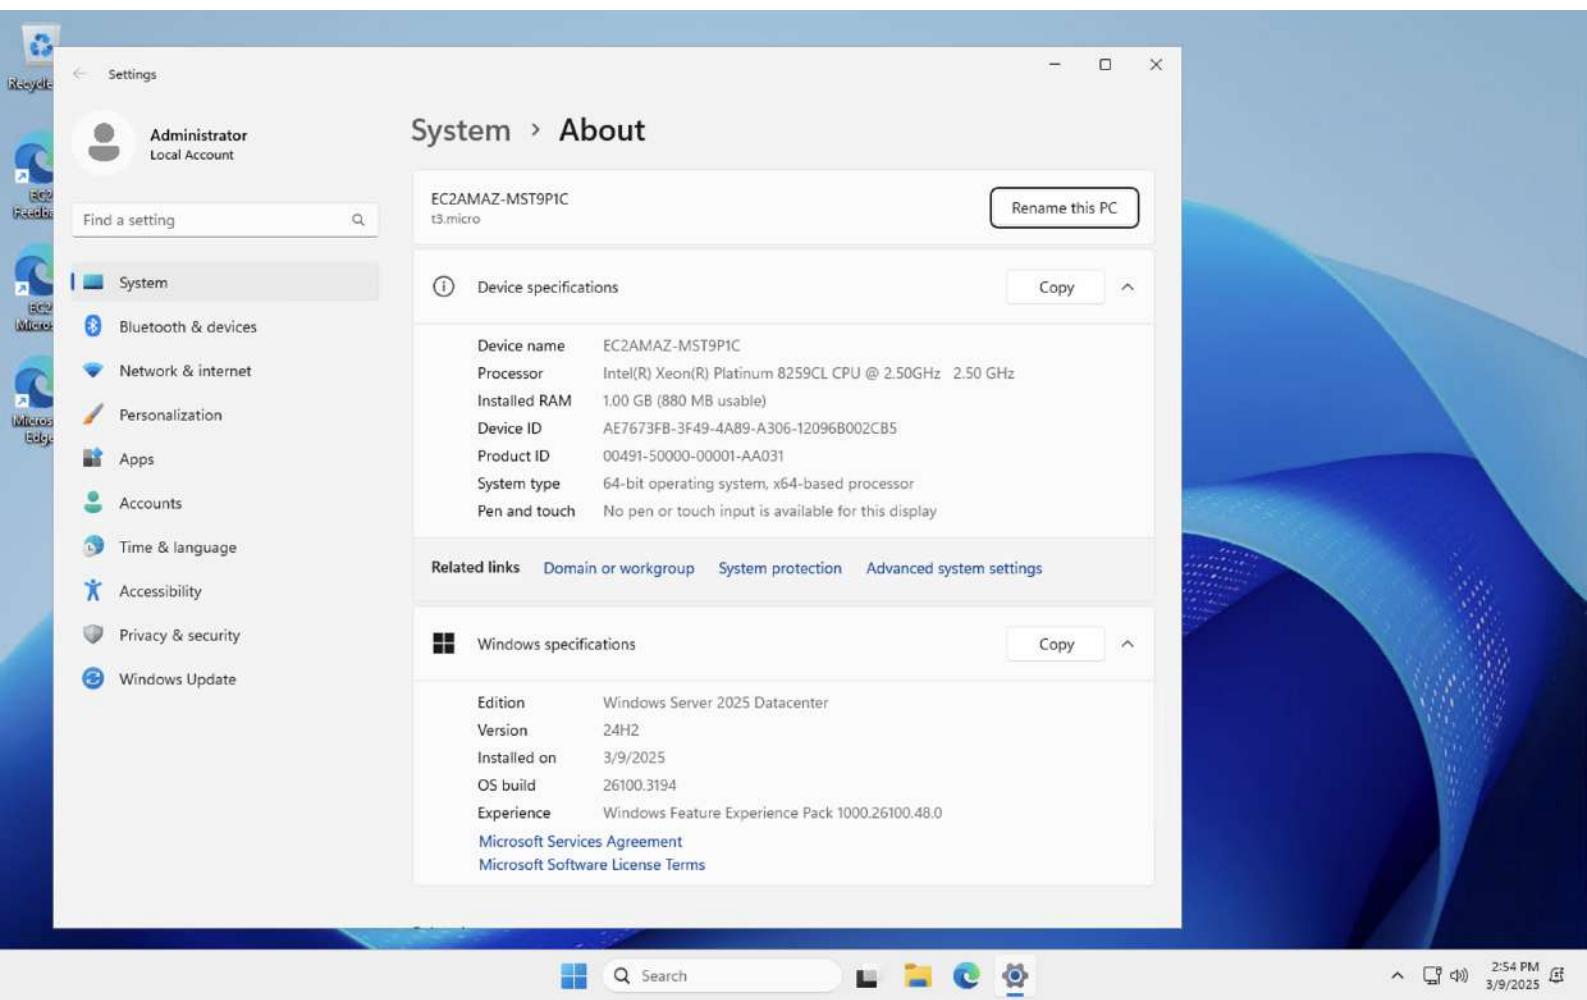 Recycle
EC2
Feedba
EC2
Micros
Micros
Edge
Settings
Administrator
Local Account
Find a setting
System
Bluetooth & devices
Network & internet
Personalization
Apps
Accounts
Time & language
Accessibility
Privacy & security
Windows Update
System > About
EC2AMAZ-MST9P1C
t3.micro
Rename this PC
Device specifications
Copy
Device name EC2AMAZ-MST9P1C
Processor Intel(R) Xeon(R) Platinum 8259CL CPU @ 2.50GHz 2.50 GHz
Installed RAM 1.00 GB (880 MB usable)
Device ID AE7673FB-3F49-4A89-A306-12096B002CB5
Product ID 00491-50000-00001-AA031
System type 64-bit operating system, x64-based processor
Pen and touch No pen or touch input is available for this display
Related links Domain or workgroup System protection Advanced system settings
Windows specifications
Copy
Edition Windows Server 2025 Datacenter
Version 24H2
Installed on 3/9/2025
OS build 26100.3194
Experience Windows Feature Experience Pack 1000.26100.48.0
Microsoft Services Agreement
Microsoft Software License Terms
Search
2:54 PM
3/9/2025